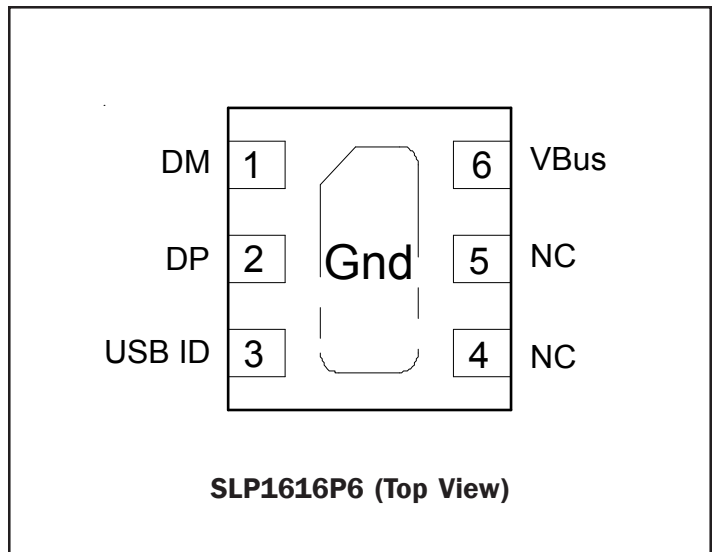 DM 1 6 VBus
DP 2 Gnd 5 NC
USB ID 3 4 NC
SLP1616P6 (Top View)